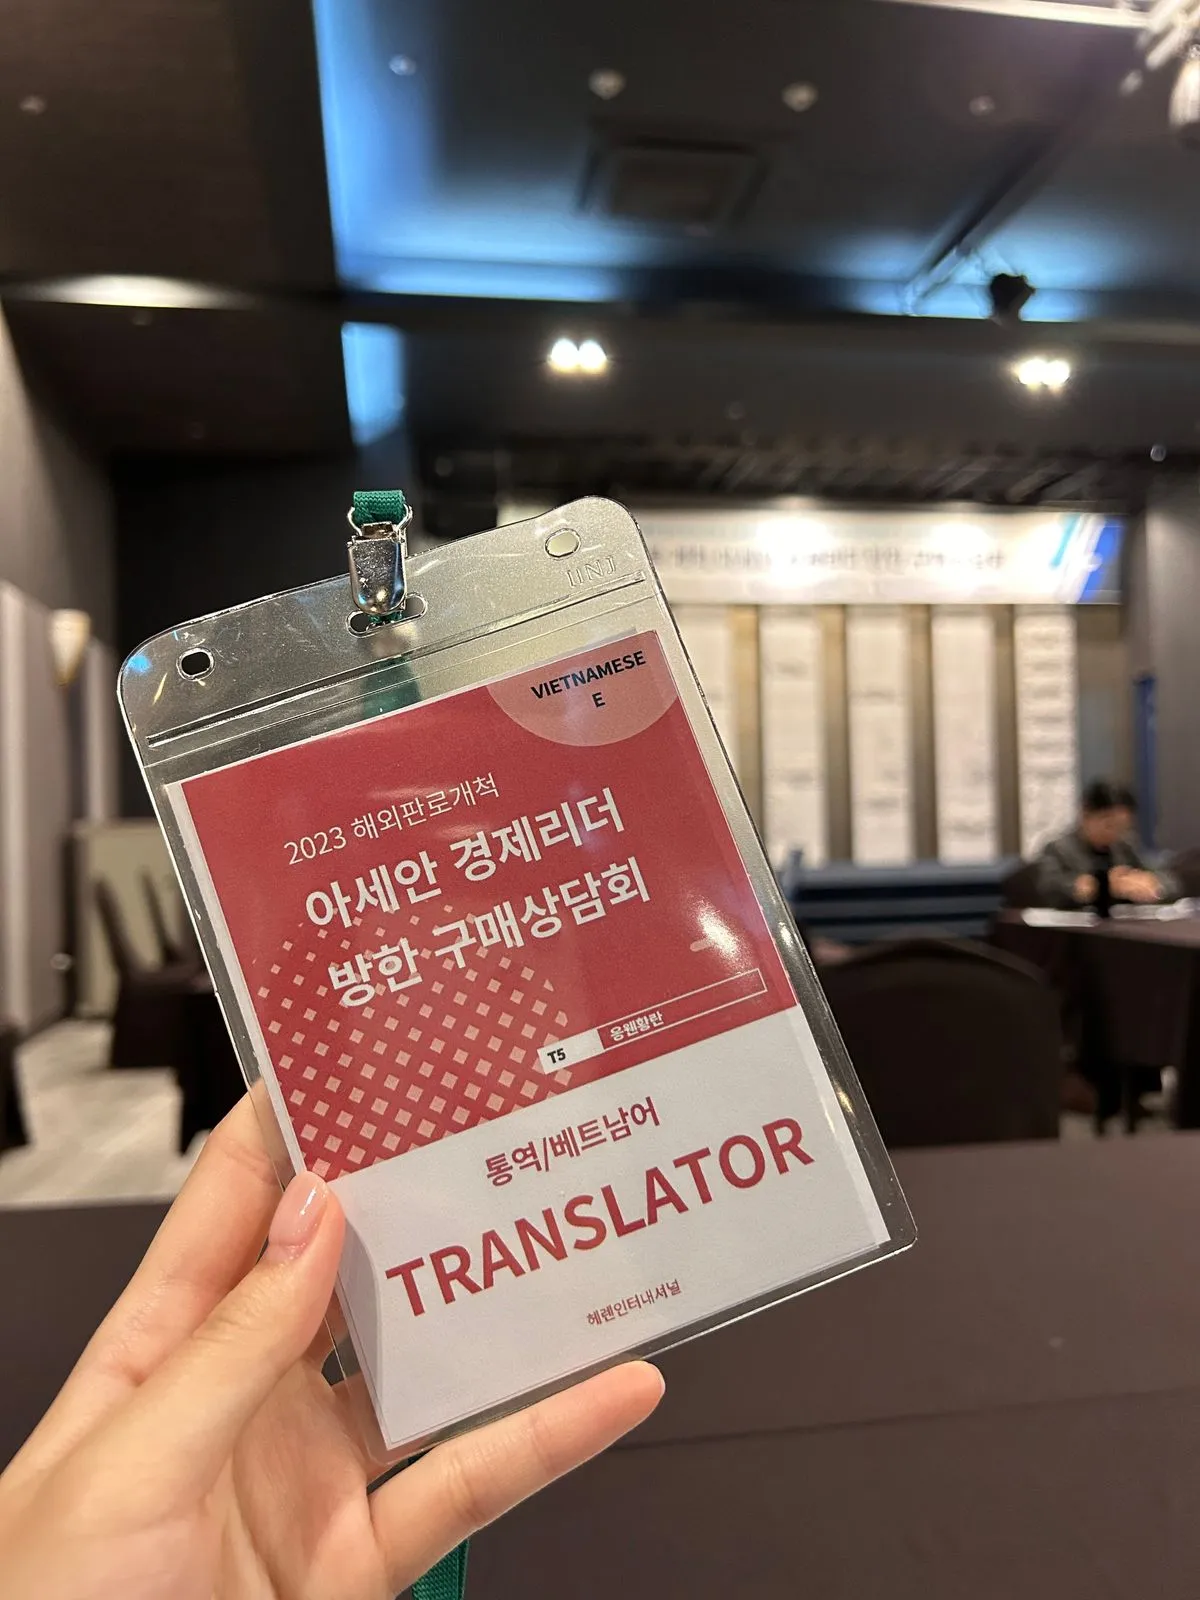 IINJ
VIETNAMESE
E
2023 해외판로개척
아세안 경제리더
방한 구매상담회
T5 응웬황란
통역/베트남어
TRANSLATOR
헤렌인터내셔널